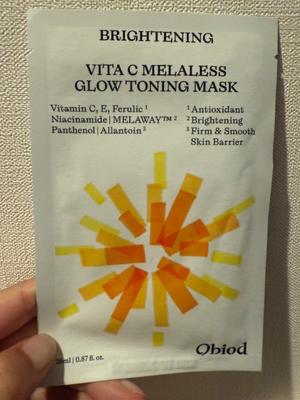 BRIGHTENING
VITA C MELALESS
GLOW TONING MASK
Vitamin C, E, Ferulic ¹
Niacinamide | MELAWAY™ ²
Panthenol | Allantoin ³
¹ Antioxidant
² Brightening
³ Firm & Smooth
Skin Barrier
Obiod
26ml | 0.87 fl. oz.